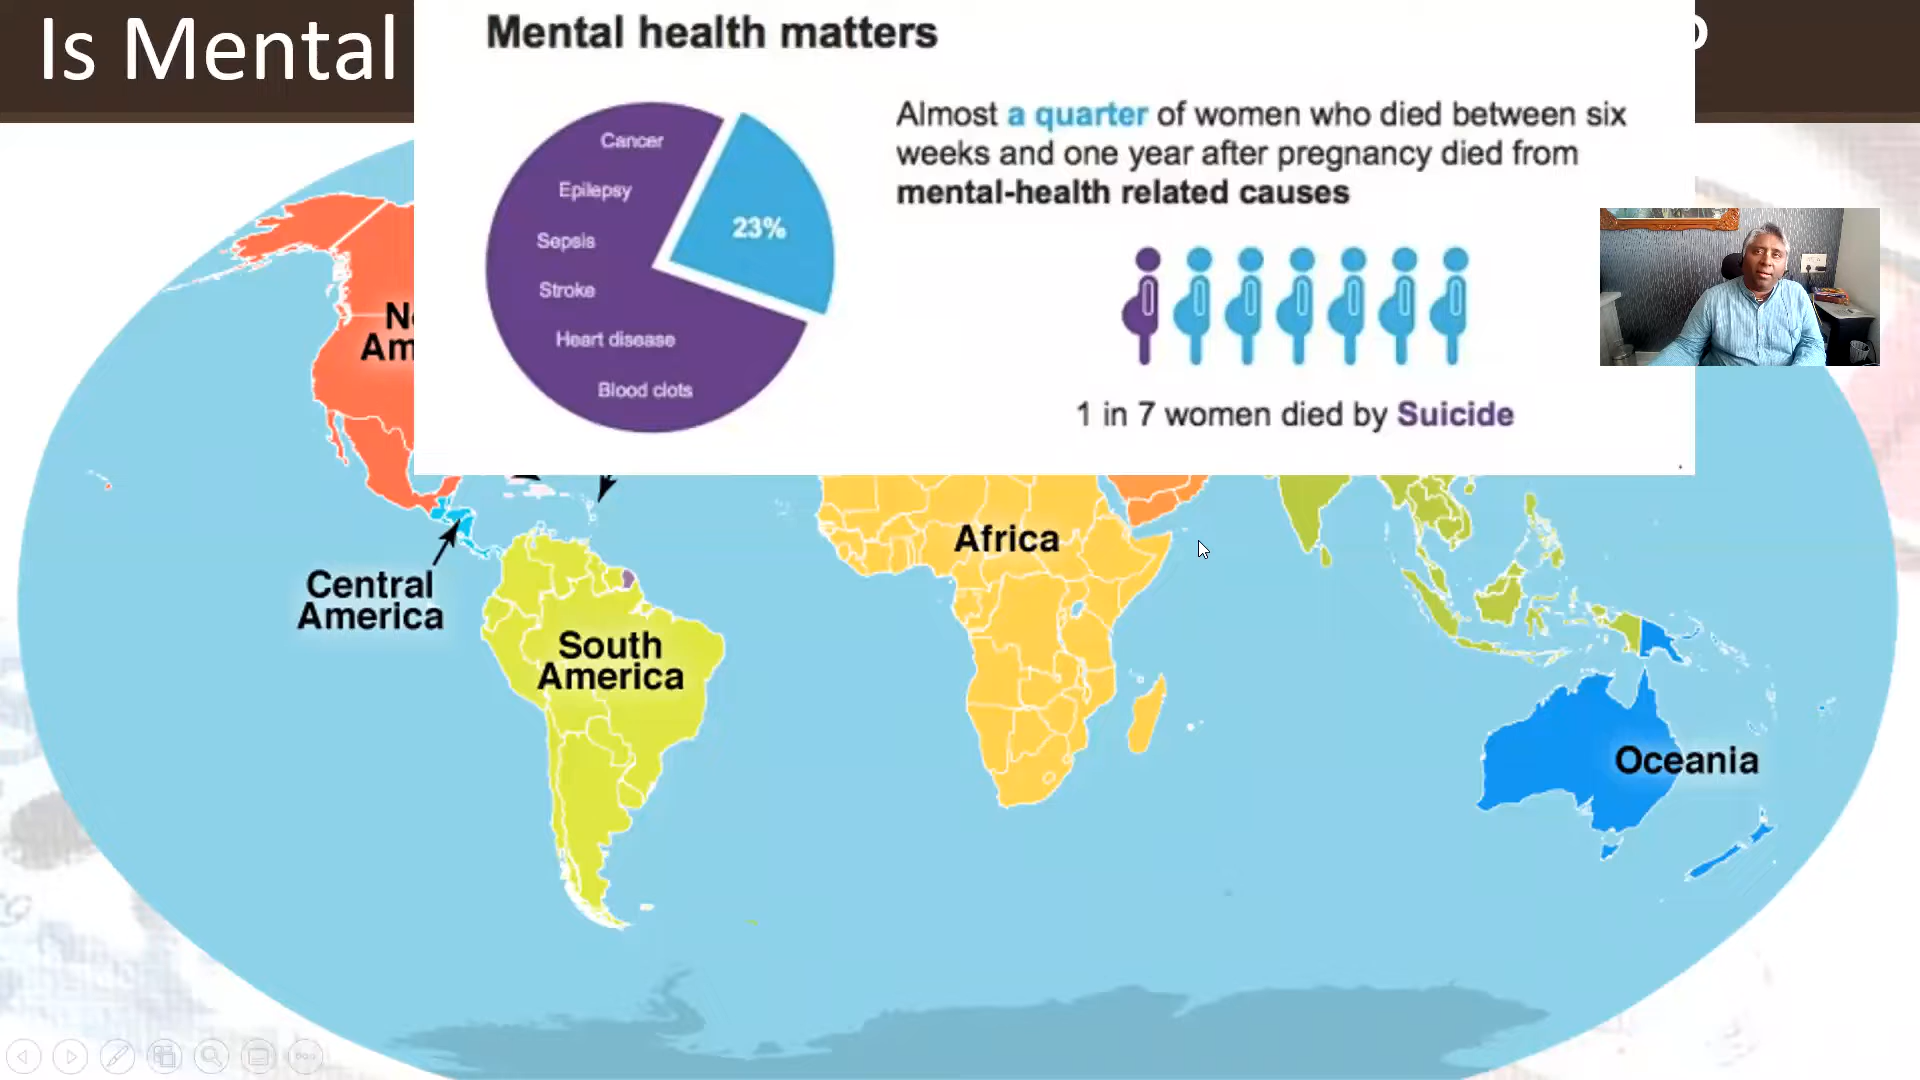 Is Mental
Mental health matters
Almost a quarter of women who died between six
weeks and one year after pregnancy died from
mental-health related causes
Cancer
Epilepsy
Sepsis
Stroke
Heart disease
Blood clots
23%
1 in 7 women died by Suicide
Central
America
South
America
Africa
Oceania